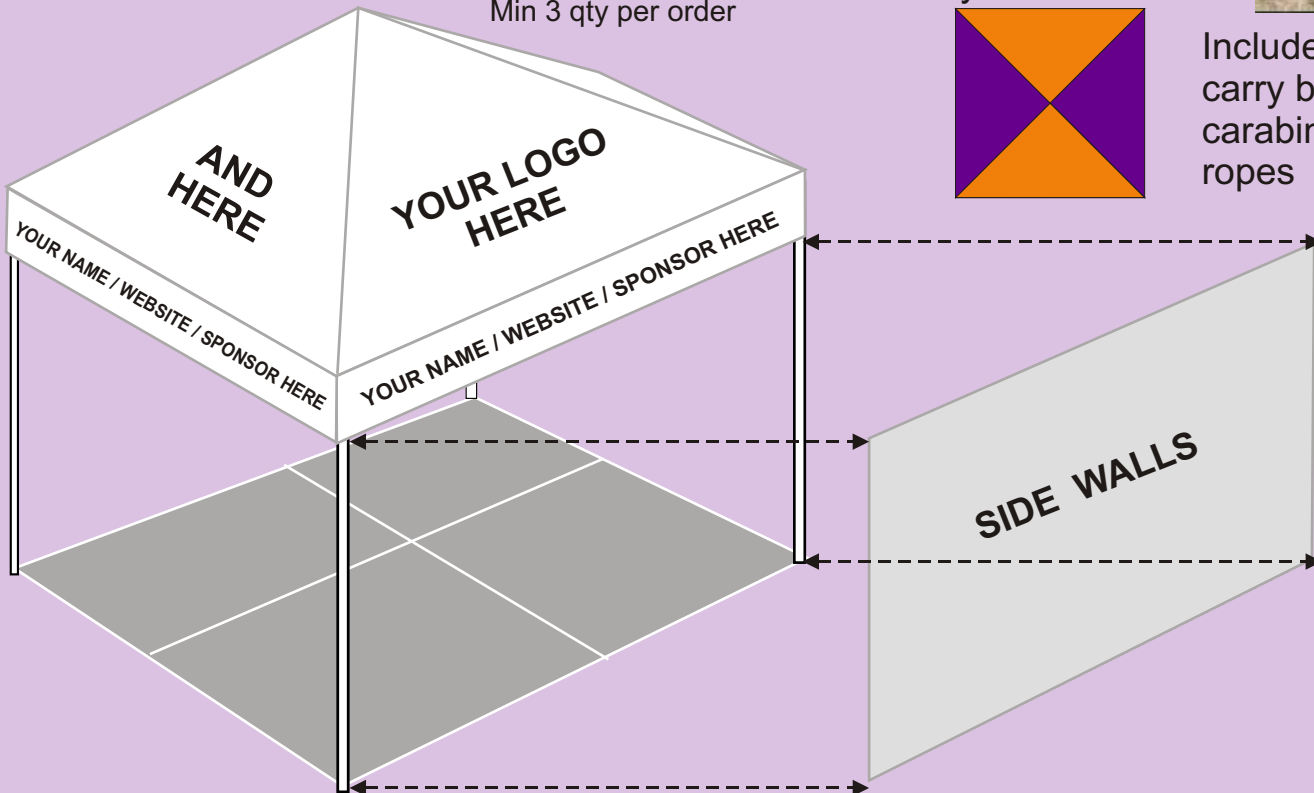 Min 3 qty per order
AND
HERE
YOUR LOGO
HERE
YOUR NAME / WEBSITE / SPONSOR HERE
YOUR NAME / WEBSITE / SPONSOR HERE
Include
carry b
carabin
ropes
SIDE WALLS